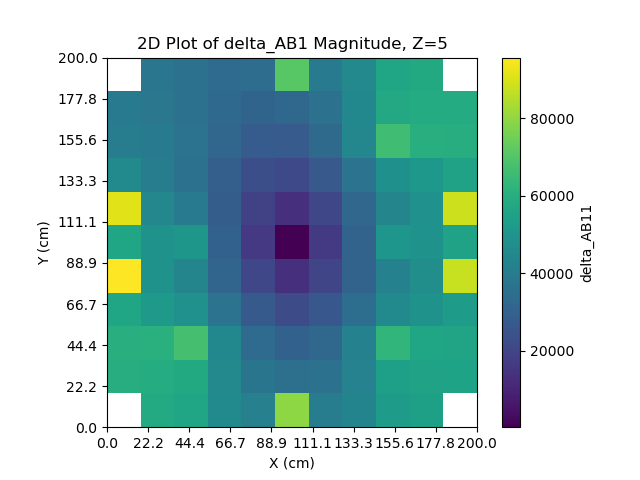 2D Plot of delta_AB1 Magnitude, Z=5
200.0
177.8
155.6
133.3
111.1
88.9
66.7
44.4
22.2
0.0
Y (cm)
0.0 22.2 44.4 66.7 88.9 111.1 133.3 155.6 177.8 200.0
X (cm)
80000
60000
40000
20000
delta_AB11